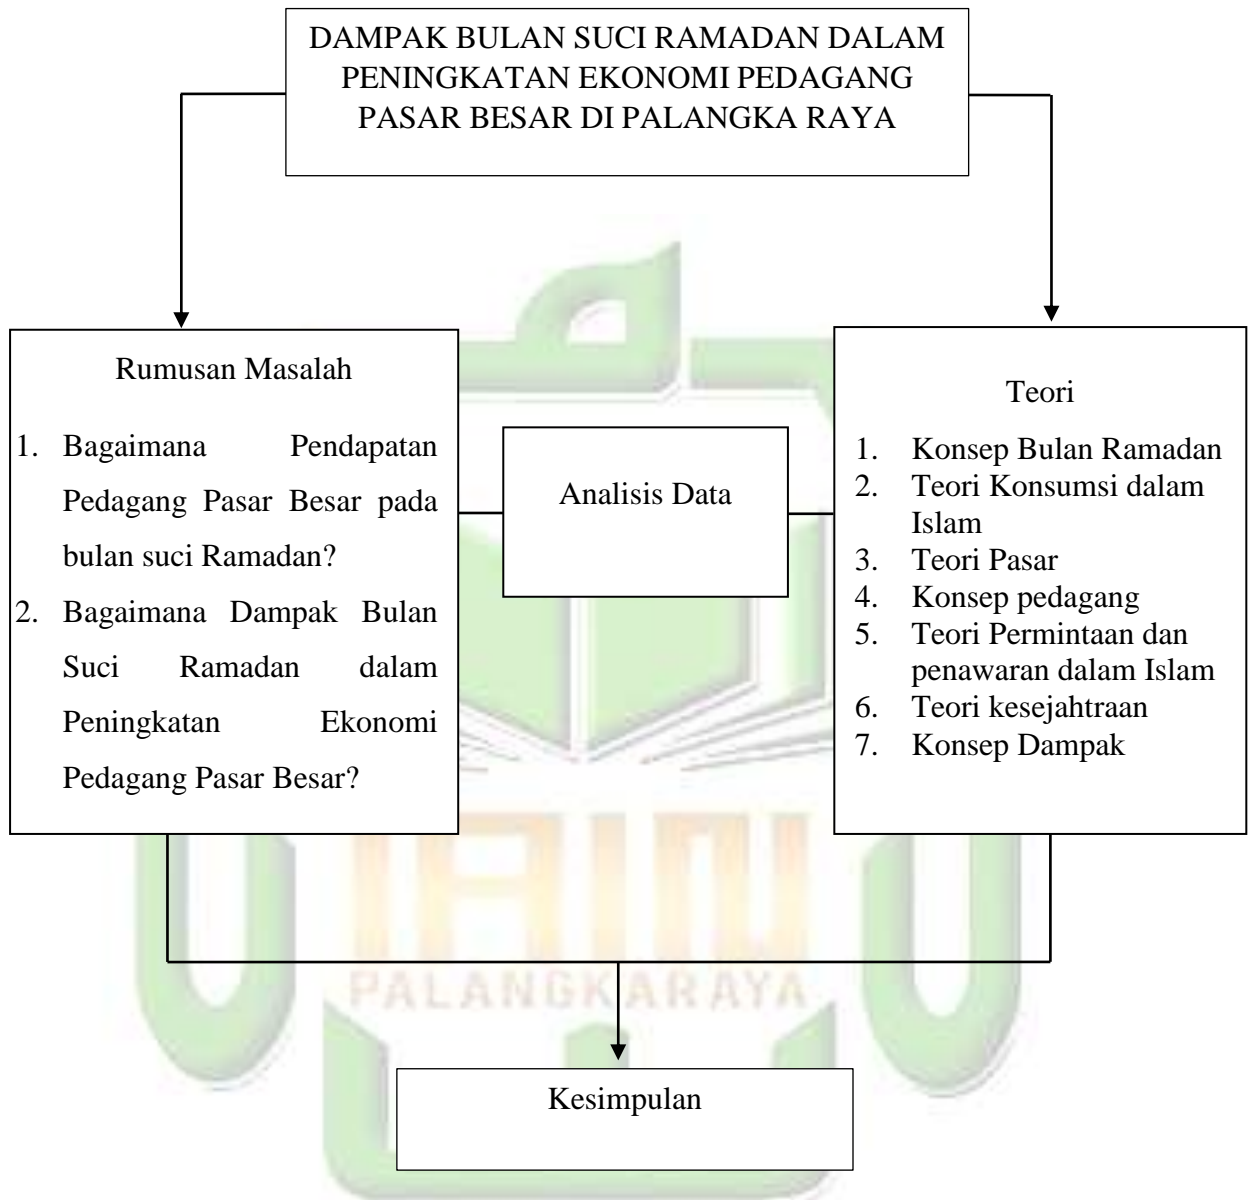 DAMPAK BULAN SUCI RAMADAN DALAM
PENINGKATAN EKONOMI PEDAGANG
PASAR BESAR DI PALANGKA RAYA
Rumusan Masalah
1. Bagaimana Pendapatan
Pedagang Pasar Besar pada
bulan suci Ramadan?
2. Bagaimana Dampak Bulan
Suci Ramadan dalam
Peningkatan Ekonomi
Pedagang Pasar Besar?
Analisis Data
Teori
1. Konsep Bulan Ramadan
2. Teori Konsumsi dalam
Islam
3. Teori Pasar
4. Konsep pedagang
5. Teori Permintaan dan
penawaran dalam Islam
6. Teori kesejahtraan
7. Konsep Dampak
IAIN
PALANGKARAYA
Kesimpulan